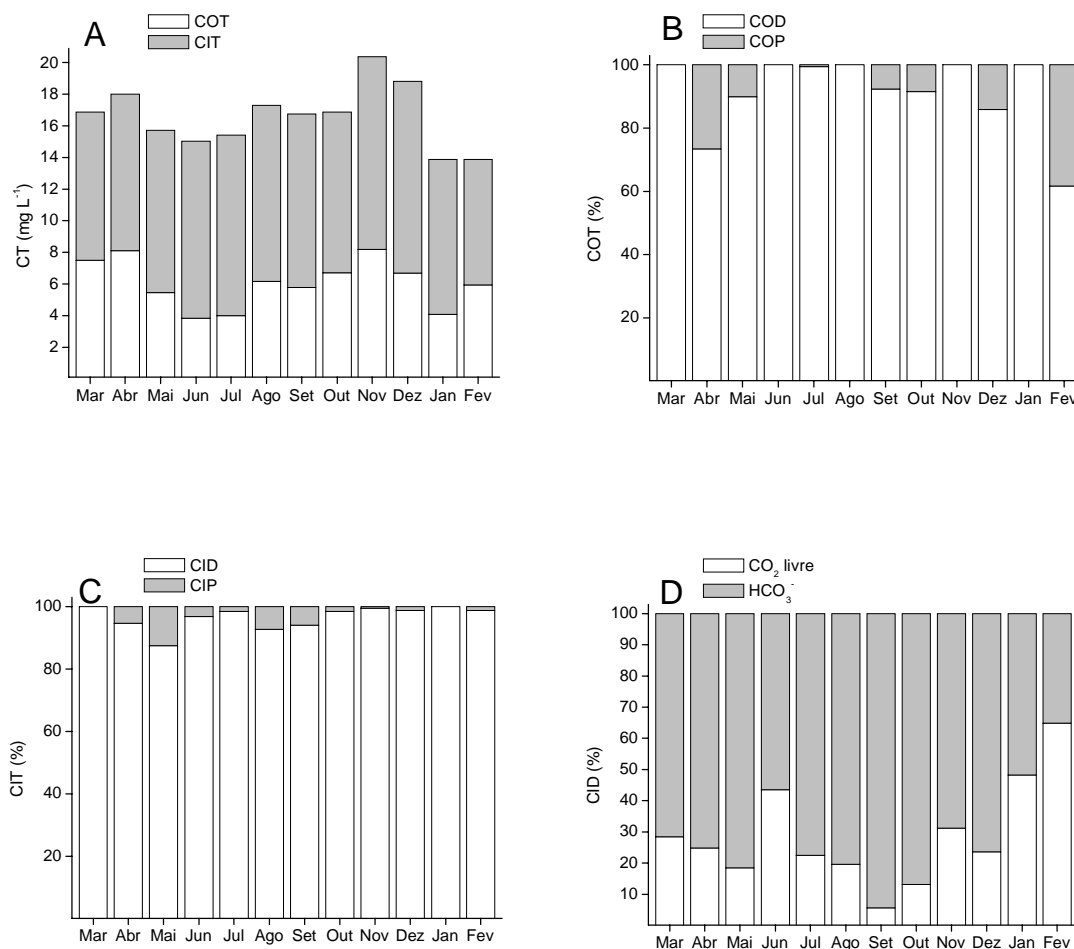 A
COT
CIT
20
18
16
14
12
10
8
6
4
2
CT (mg L⁻¹)
Mar Abr Mai Jun Jul Ago Set Out Nov Dez Jan Fev
B
COD
COP
100
80
60
40
20
COT (%)
Mar Abr Mai Jun Jul Ago Set Out Nov Dez Jan Fev
C
CID
CIP
100
80
60
40
20
CIT (%)
Mar Abr Mai Jun Jul Ago Set Out Nov Dez Jan Fev
D
CO₂ livre
HCO₃⁻
100
90
80
70
60
50
40
30
20
10
CID (%)
Mar Abr Mai Jun Jul Ago Set Out Nov Dez Jan Fev